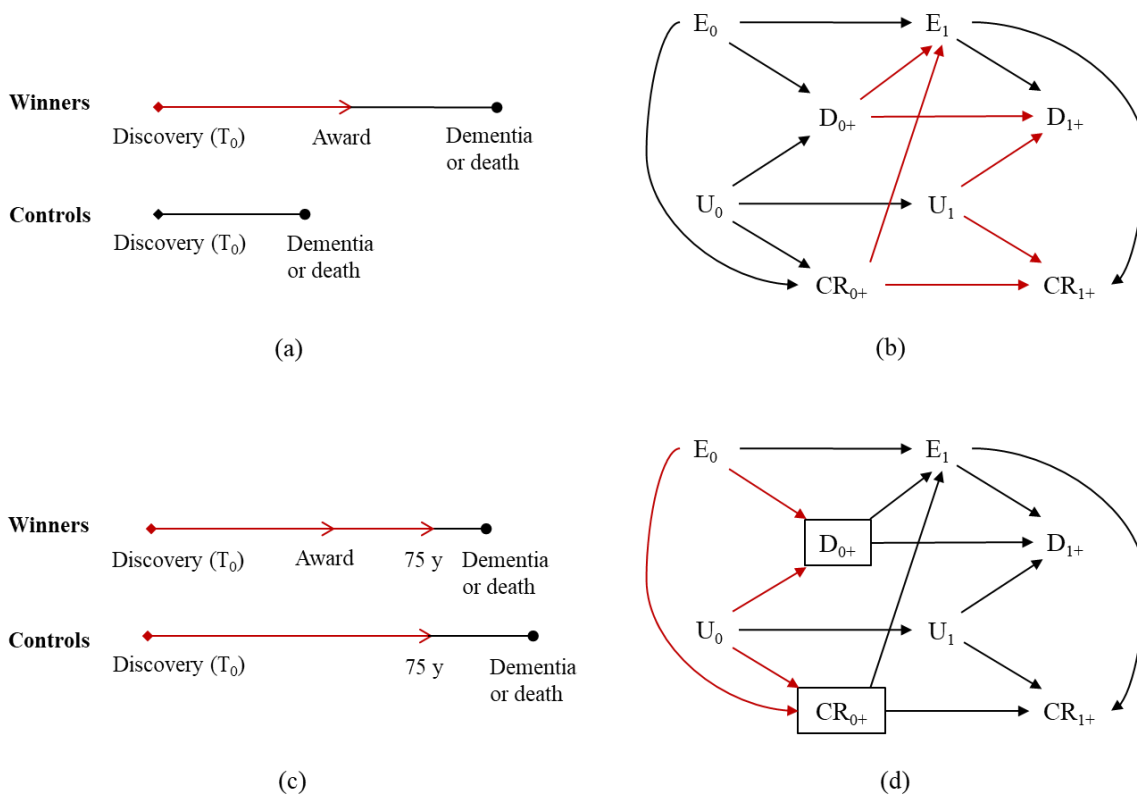 Winners
Discovery (T₀) Award Dementia
or death
Controls
Discovery (T₀) Dementia
or death
(a)
E₀ E₁
D₀₊ D₁₊
U₀ U₁
CR₀₊ CR₁₊
(b)
Winners
Discovery (T₀) Award 75 y Dementia
or death
Controls
Discovery (T₀) 75 y Dementia
or death
(c)
E₀ E₁
D₀₊ D₁₊
U₀ U₁
CR₀₊ CR₁₊
(d)